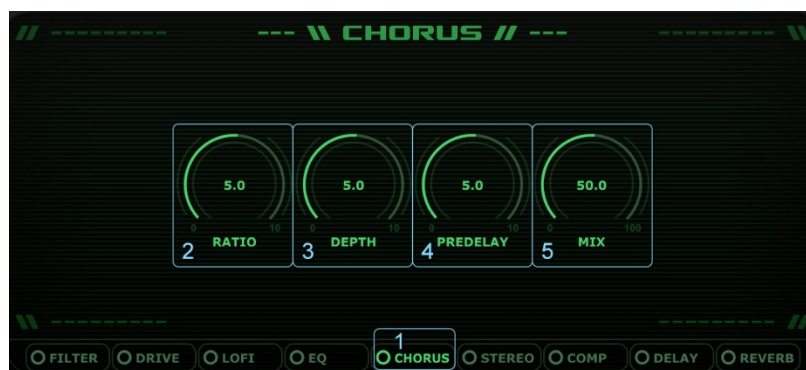 // --------- --- \\ CHORUS // --- --------- \\
5.0 5.0 5.0 50.0
0 10 0 10 0 10 0 100
RATIO DEPTH PREDELAY MIX
2 3 4 5
\\ --------- --------- //
1
FILTER DRIVE LOFI EQ CHORUS STEREO COMP DELAY REVERB